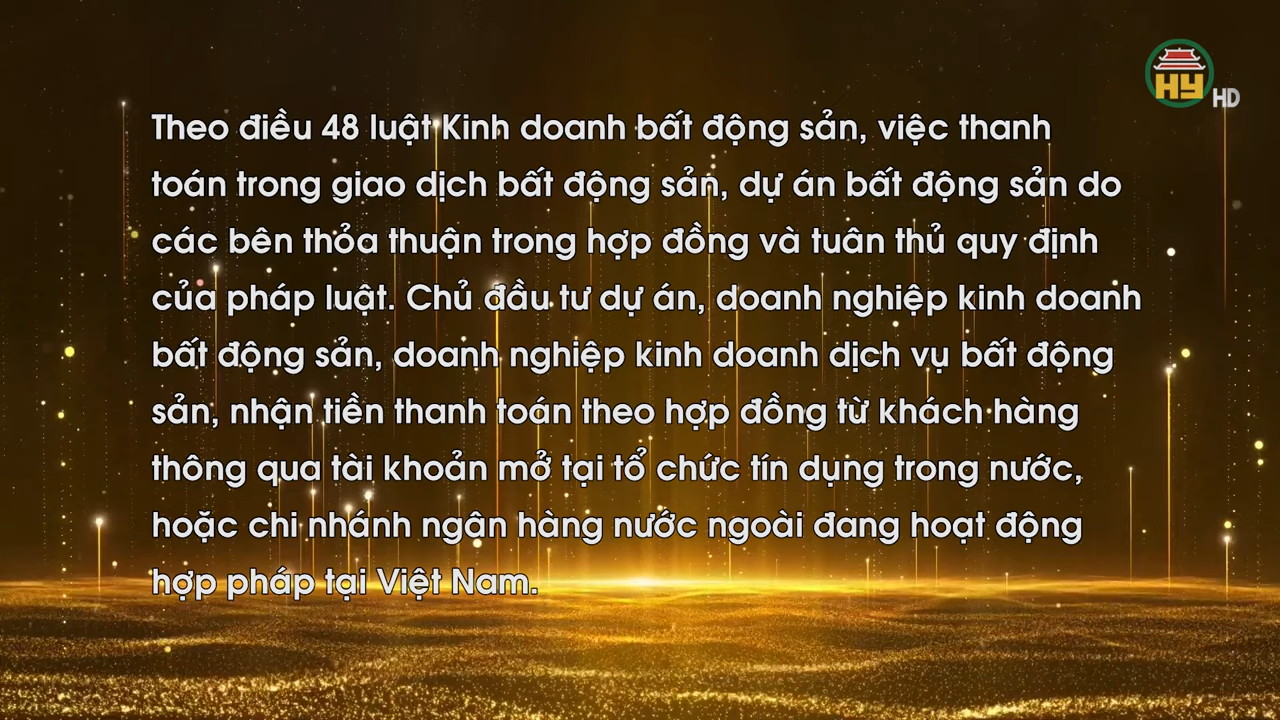 HY HD
Theo điều 48 luật Kinh doanh bất động sản, việc thanh
toán trong giao dịch bất động sản, dự án bất động sản do
các bên thỏa thuận trong hợp đồng và tuân thủ quy định
của pháp luật. Chủ đầu tư dự án, doanh nghiệp kinh doanh
bất động sản, doanh nghiệp kinh doanh dịch vụ bất động
sản, nhận tiền thanh toán theo hợp đồng từ khách hàng
thông qua tài khoản mở tại tổ chức tín dụng trong nước,
hoặc chi nhánh ngân hàng nước ngoài đang hoạt động
hợp pháp tại Việt Nam.